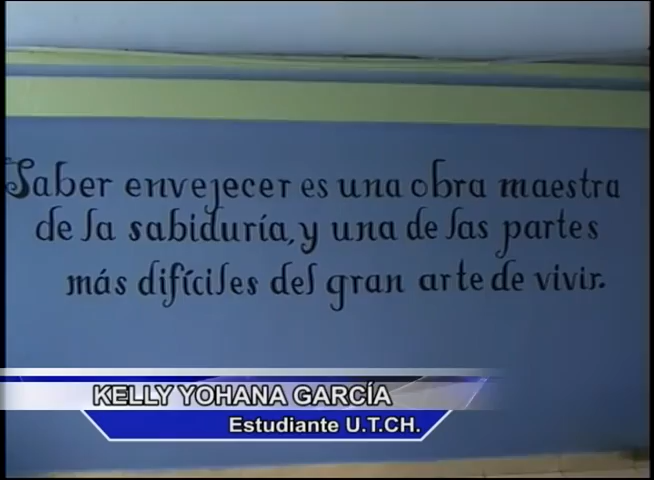 Saber envejecer es una obra maestra
de la sabiduría, y una de las partes
más difíciles del gran arte de vivir.
KELLY YOHANA GARCÍA
Estudiante U.T.CH.